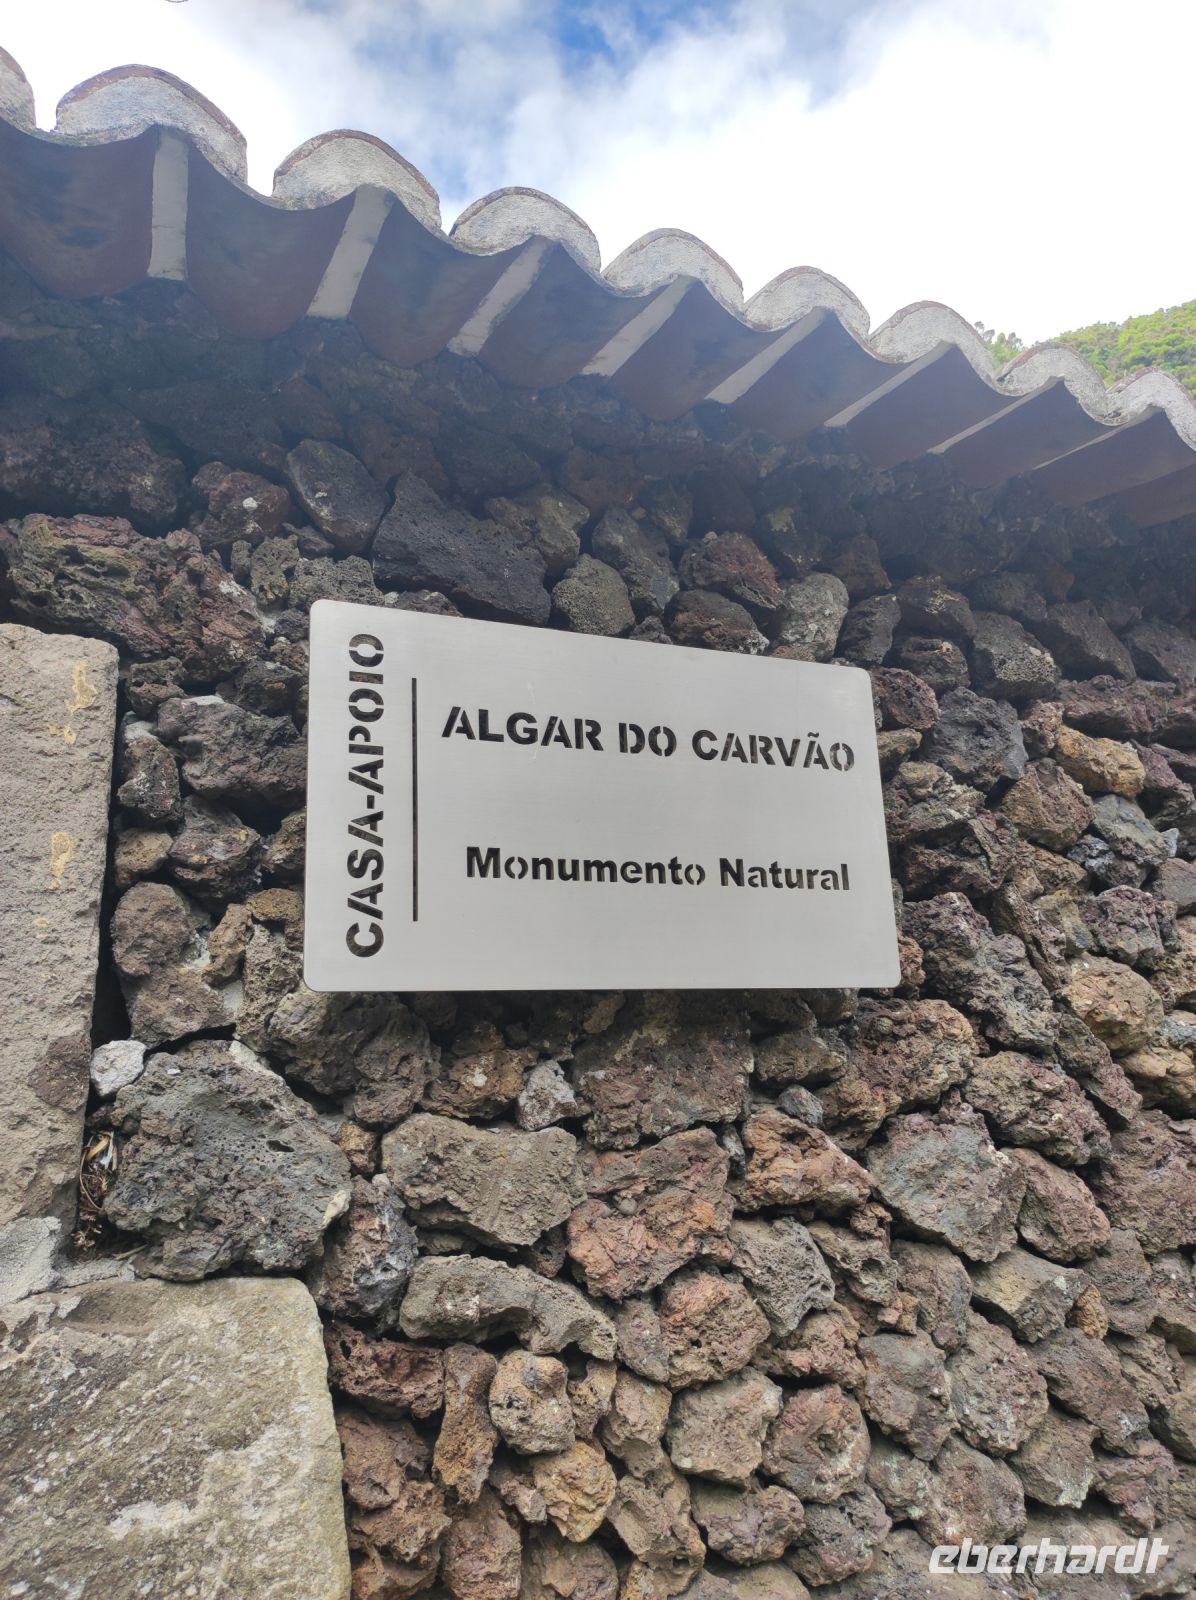 CASA-APOIO
ALGAR DO CARVÃO
Monumento Natural
eberhardt